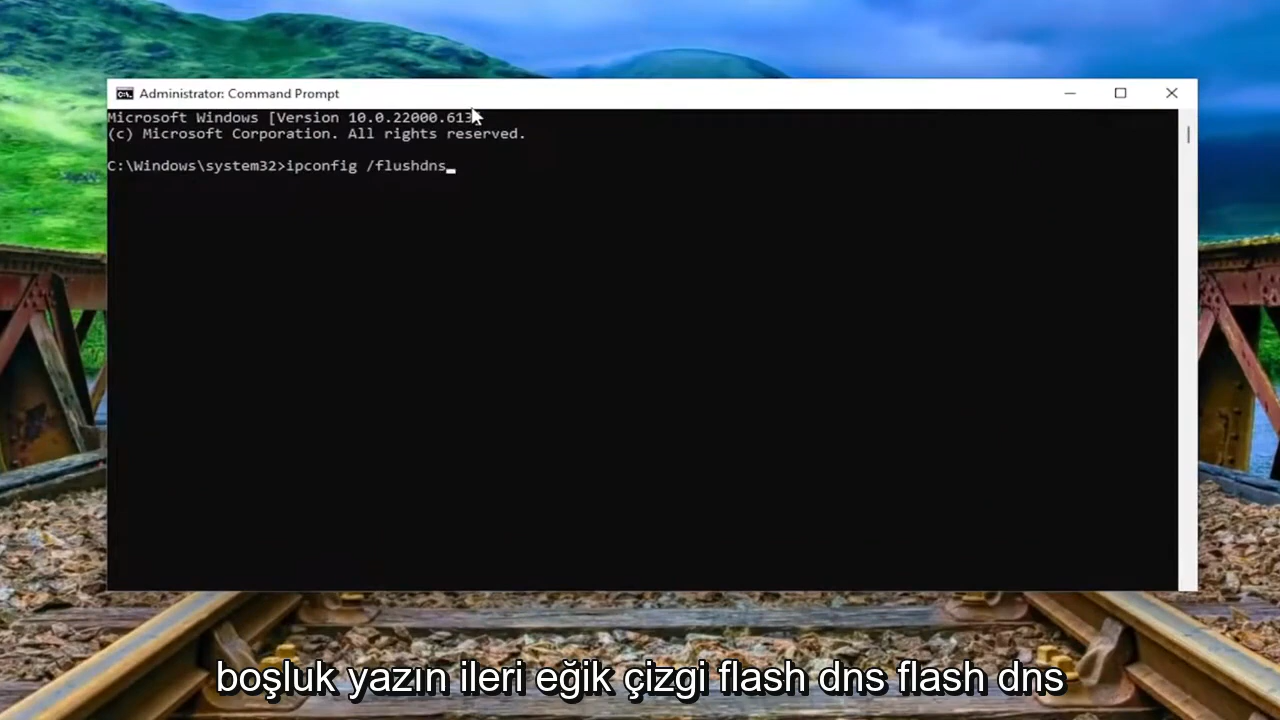 Administrator: Command Prompt
Microsoft Windows [Version 10.0.22000.613
(c) Microsoft Corporation. All rights reserved.
C:\Windows\system32>ipconfig /flushdns
boşluk yazın ileri eğik çizgi flash dns flash dns